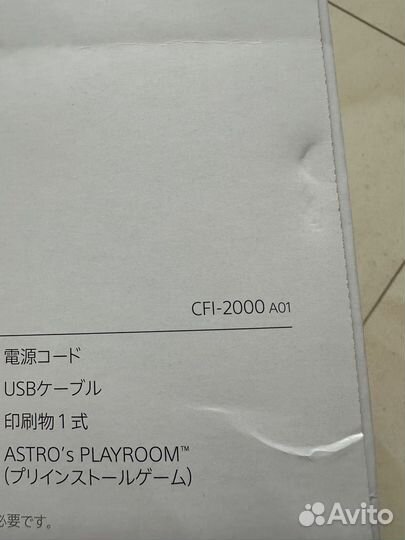 CFI-2000 A01
電源コード
USBケーブル
印刷物1式
ASTRO's PLAYROOM™
(プリインストールゲーム)
必要です。
Avito